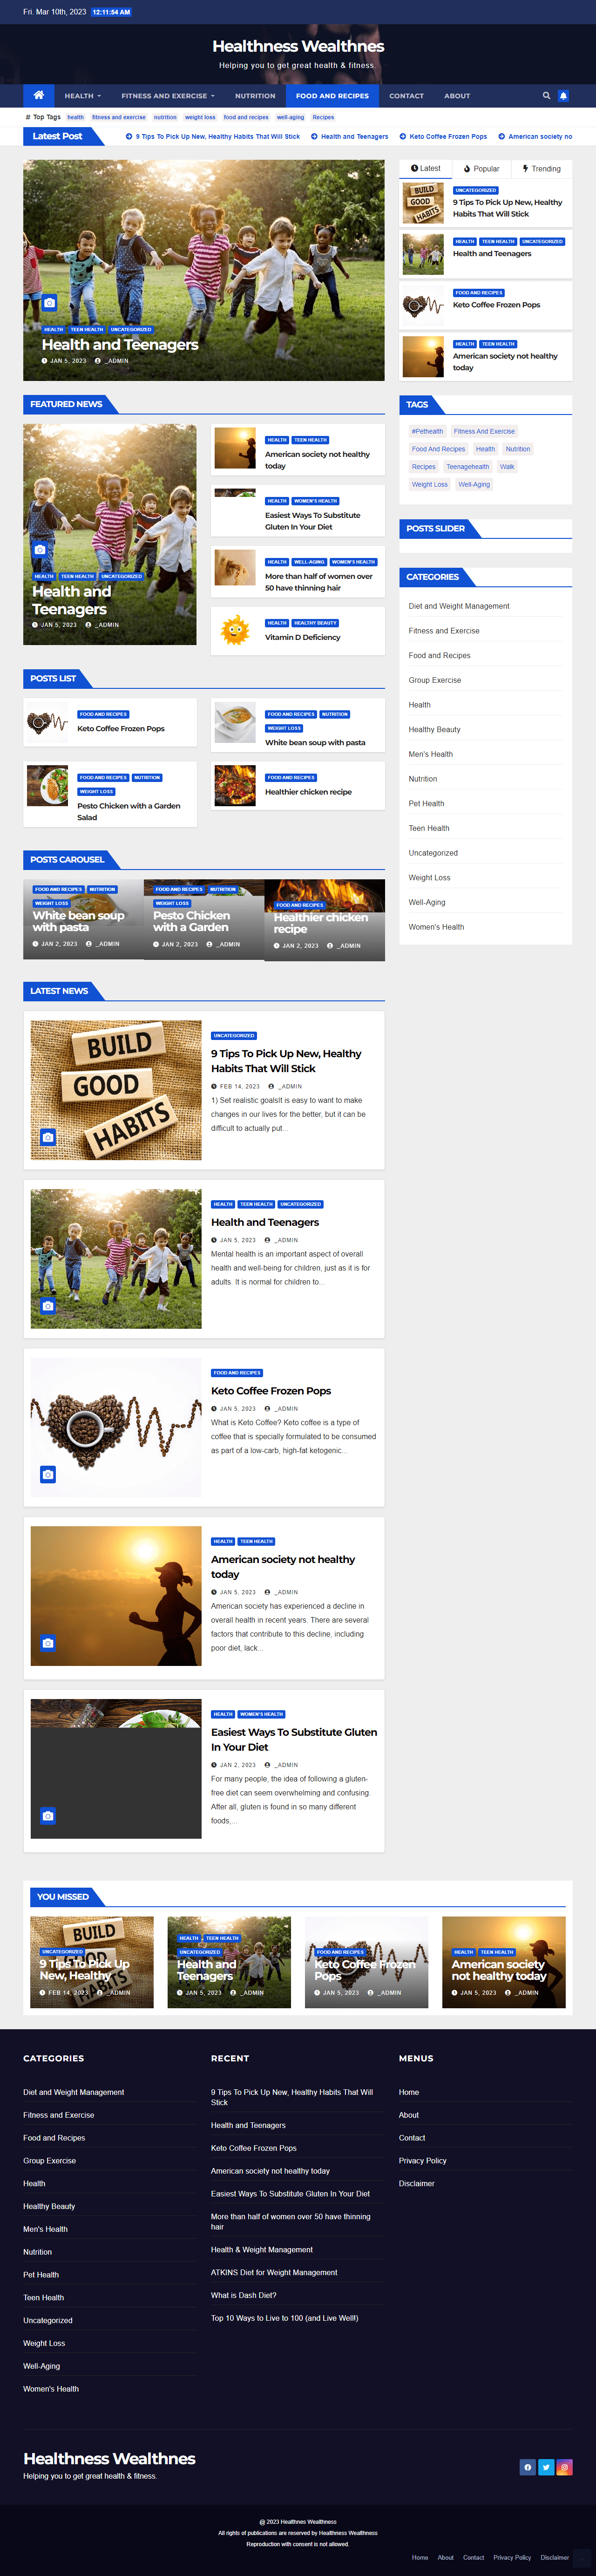 Fri. Mar 10th, 2023 12:11:54 AM
Healthness Wealthnes
Helping you to get great health & fitness.
HEALTH
FITNESS AND EXERCISE
NUTRITION
FOOD AND RECIPES
CONTACT
ABOUT
# Top Tags health fitness and exercise nutrition weight loss food and recipes well-aging Recipes
Latest Post
9 Tips To Pick Up New, Healthy Habits That Will Stick
Health and Teenagers
Keto Coffee Frozen Pops
American society no
HEALTH TEEN HEALTH UNCATEGORIZED
Health and Teenagers
JAN 5, 2023 _ADMIN
Latest
Popular
Trending
BUILD
GOOD
HABITS
UNCATEGORIZED
9 Tips To Pick Up New, Healthy
Habits That Will Stick
HEALTH TEEN HEALTH UNCATEGORIZED
Health and Teenagers
FOOD AND RECIPES
Keto Coffee Frozen Pops
HEALTH TEEN HEALTH
American society not healthy
today
FEATURED NEWS
HEALTH TEEN HEALTH UNCATEGORIZED
Health and
Teenagers
JAN 5, 2023 _ADMIN
HEALTH TEEN HEALTH
American society not healthy
today
HEALTH WOMEN'S HEALTH
Easiest Ways To Substitute
Gluten In Your Diet
HEALTH WELL-AGING WOMEN'S HEALTH
More than half of women over
50 have thinning hair
HEALTH HEALTHY BEAUTY
Vitamin D Deficiency
TAGS
#Pethealth Fitness And Exercise
Food And Recipes Health Nutrition
Recipes Teenagehealth Walk
Weight Loss Well-Aging
POSTS SLIDER
CATEGORIES
Diet and Weight Management
Fitness and Exercise
Food and Recipes
Group Exercise
Health
Healthy Beauty
Men's Health
Nutrition
Pet Health
Teen Health
Uncategorized
Weight Loss
Well-Aging
Women's Health
POSTS LIST
FOOD AND RECIPES
Keto Coffee Frozen Pops
FOOD AND RECIPES NUTRITION
WEIGHT LOSS
White bean soup with pasta
FOOD AND RECIPES NUTRITION
WEIGHT LOSS
Pesto Chicken with a Garden
Salad
FOOD AND RECIPES
Healthier chicken recipe
POSTS CAROUSEL
FOOD AND RECIPES NUTRITION
WEIGHT LOSS
White bean soup
with pasta
JAN 2, 2023 _ADMIN
FOOD AND RECIPES NUTRITION
WEIGHT LOSS
Pesto Chicken
with a Garden
JAN 2, 2023 _ADMIN
FOOD AND RECIPES
Healthier chicken
recipe
JAN 2, 2023 _ADMIN
LATEST NEWS
BUILD
GOOD
HABITS
UNCATEGORIZED
9 Tips To Pick Up New, Healthy
Habits That Will Stick
FEB 14, 2023 _ADMIN
1) Set realistic goalsIt is easy to want to make
changes in our lives for the better, but it can be
difficult to actually put...
HEALTH TEEN HEALTH UNCATEGORIZED
Health and Teenagers
JAN 5, 2023 _ADMIN
Mental health is an important aspect of overall
health and well-being for children, just as it is for
adults. It is normal for children to...
FOOD AND RECIPES
Keto Coffee Frozen Pops
JAN 5, 2023 _ADMIN
What is Keto Coffee? Keto coffee is a type of
coffee that is specially formulated to be consumed
as part of a low-carb, high-fat ketogenic...
HEALTH TEEN HEALTH
American society not healthy
today
JAN 5, 2023 _ADMIN
American society has experienced a decline in
overall health in recent years. There are several
factors that contribute to this decline, including
poor diet, lack...
HEALTH WOMEN'S HEALTH
Easiest Ways To Substitute Gluten
In Your Diet
JAN 2, 2023 _ADMIN
For many people, the idea of following a gluten-
free diet can seem overwhelming and confusing.
After all, gluten is found in so many different
foods,...
YOU MISSED
BUILD
UNCATEGORIZED
9 Tips To Pick Up
New, Healthy
FEB 14, 2023 _ADMIN
HEALTH TEEN HEALTH
UNCATEGORIZED
Health and
Teenagers
JAN 5, 2023 _ADMIN
FOOD AND RECIPES
Keto Coffee Frozen
Pops
JAN 5, 2023 _ADMIN
HEALTH TEEN HEALTH
American society
not healthy today
JAN 5, 2023 _ADMIN
CATEGORIES
Diet and Weight Management
Fitness and Exercise
Food and Recipes
Group Exercise
Health
Healthy Beauty
Men's Health
Nutrition
Pet Health
Teen Health
Uncategorized
Weight Loss
Well-Aging
Women's Health
RECENT
9 Tips To Pick Up New, Healthy Habits That Will
Stick
Health and Teenagers
Keto Coffee Frozen Pops
American society not healthy today
Easiest Ways To Substitute Gluten In Your Diet
More than half of women over 50 have thinning
hair
Health & Weight Management
ATKINS Diet for Weight Management
What is Dash Diet?
Top 10 Ways to Live to 100 (and Live Well!)
MENUS
Home
About
Contact
Privacy Policy
Disclaimer
Healthness Wealthnes
Helping you to get great health & fitness.
@ 2023 Healthnes Wealthness
All rights of publications are reserved by Healthness Wealthness
Reproduction with consent is not allowed.
Home About Contact Privacy Policy Disclaimer